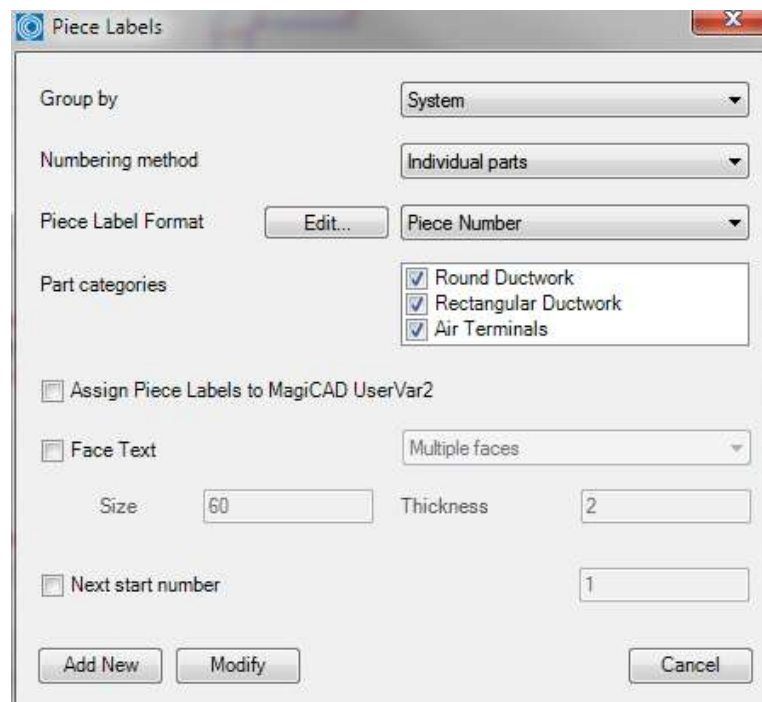 Piece Labels
Group by System
Numbering method Individual parts
Piece Label Format Edit... Piece Number
Part categories
Round Ductwork
Rectangular Ductwork
Air Terminals
Assign Piece Labels to MagiCAD UserVar2
Face Text Multiple faces
Size 60 Thickness 2
Next start number 1
Add New Modify Cancel